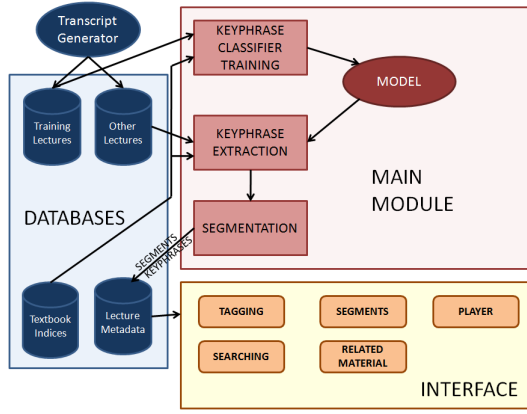 Transcript
Generator
KEYPHRASE
CLASSIFIER
TRAINING
MODEL
Training
Lectures
Other
Lectures
KEYPHRASE
EXTRACTION
MAIN
MODULE
DATABASES
SEGMENTATION
SEGMENTS
KEYPHRASES
Textbook
Indices
Lecture
Metadata
TAGGING
SEGMENTS
PLAYER
SEARCHING
RELATED
MATERIAL
INTERFACE